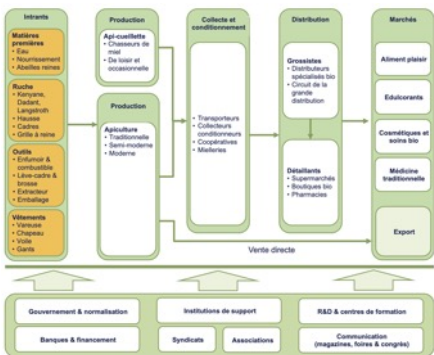 Intrants
Matières
premières
• Eau
• Nourrissement
• Abeilles reines
Ruche
• Kenyane,
Dadant,
Langstroth
• Hausse
• Cadres
• Grille à reine
Outils
• Enfumoir &
combustible
• Lève-cadre &
brosse
• Extracteur
• Emballage
Vêtements
• Vareuse
• Chapeau
• Voile
• Gants
Production
Api-cueillette
• Chasseurs de
miel
• De loisir et
occasionnelle
Production
Apiculture
• Traditionnelle
• Semi-moderne
• Moderne
Collecte et
conditionnement
• Transporteurs
• Collecteurs
conditionneurs
• Coopératives
• Mielleries
Distribution
Grossistes
• Distributeurs
spécialisés bio
• Circuit de la
grande
distribution
Détaillants
• Supermarchés
• Boutiques bio
• Pharmacies
Marchés
Aliment plaisir
Edulcorants
Cosmétiques et
soins bio
Médicine
traditionnelle
Export
Vente directe
Gouvernement & normalisation
Institutions de support
R&D & centres de formation
Banques & financement
Syndicats
Associations
Communication
(magazines, foires & congrès)